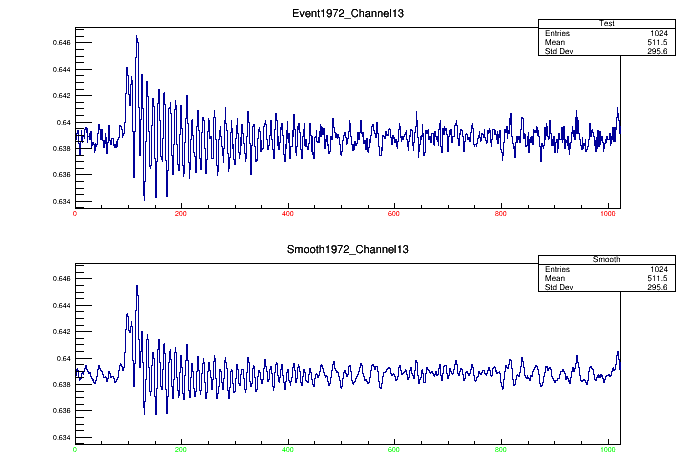 Event1972_Channel13
Test
Entries 1024
Mean 511.5
Std Dev 295.6
0.646
0.644
0.642
0.64
0.638
0.636
0.634
0 200 400 600 800 1000
Smooth1972_Channel13
Smooth
Entries 1024
Mean 511.5
Std Dev 295.6
0.646
0.644
0.642
0.64
0.638
0.636
0.634
0 200 400 600 800 1000